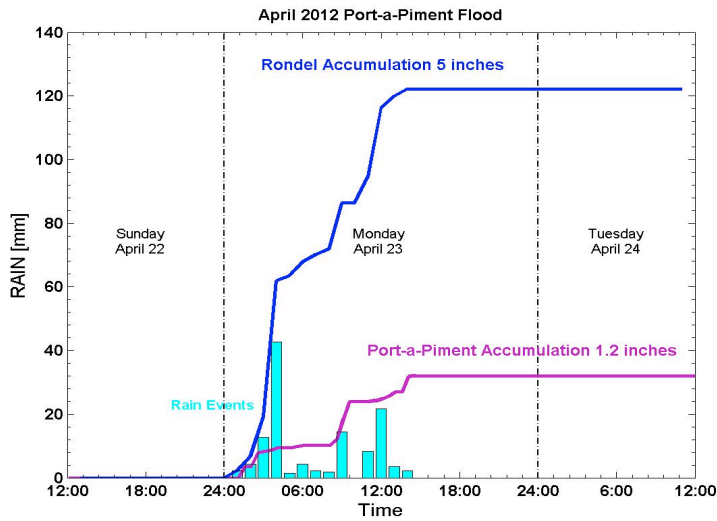 April 2012 Port-a-Piment Flood
140
Rondel Accumulation 5 inches
120
100
80
Sunday
April 22
Monday
April 23
Tuesday
April 24
RAIN [mm]
60
40
Port-a-Piment Accumulation 1.2 inches
Rain Events
20
0
12:00 18:00 24:00 06:00 12:00 18:00 24:00 06:00 12:00
Time